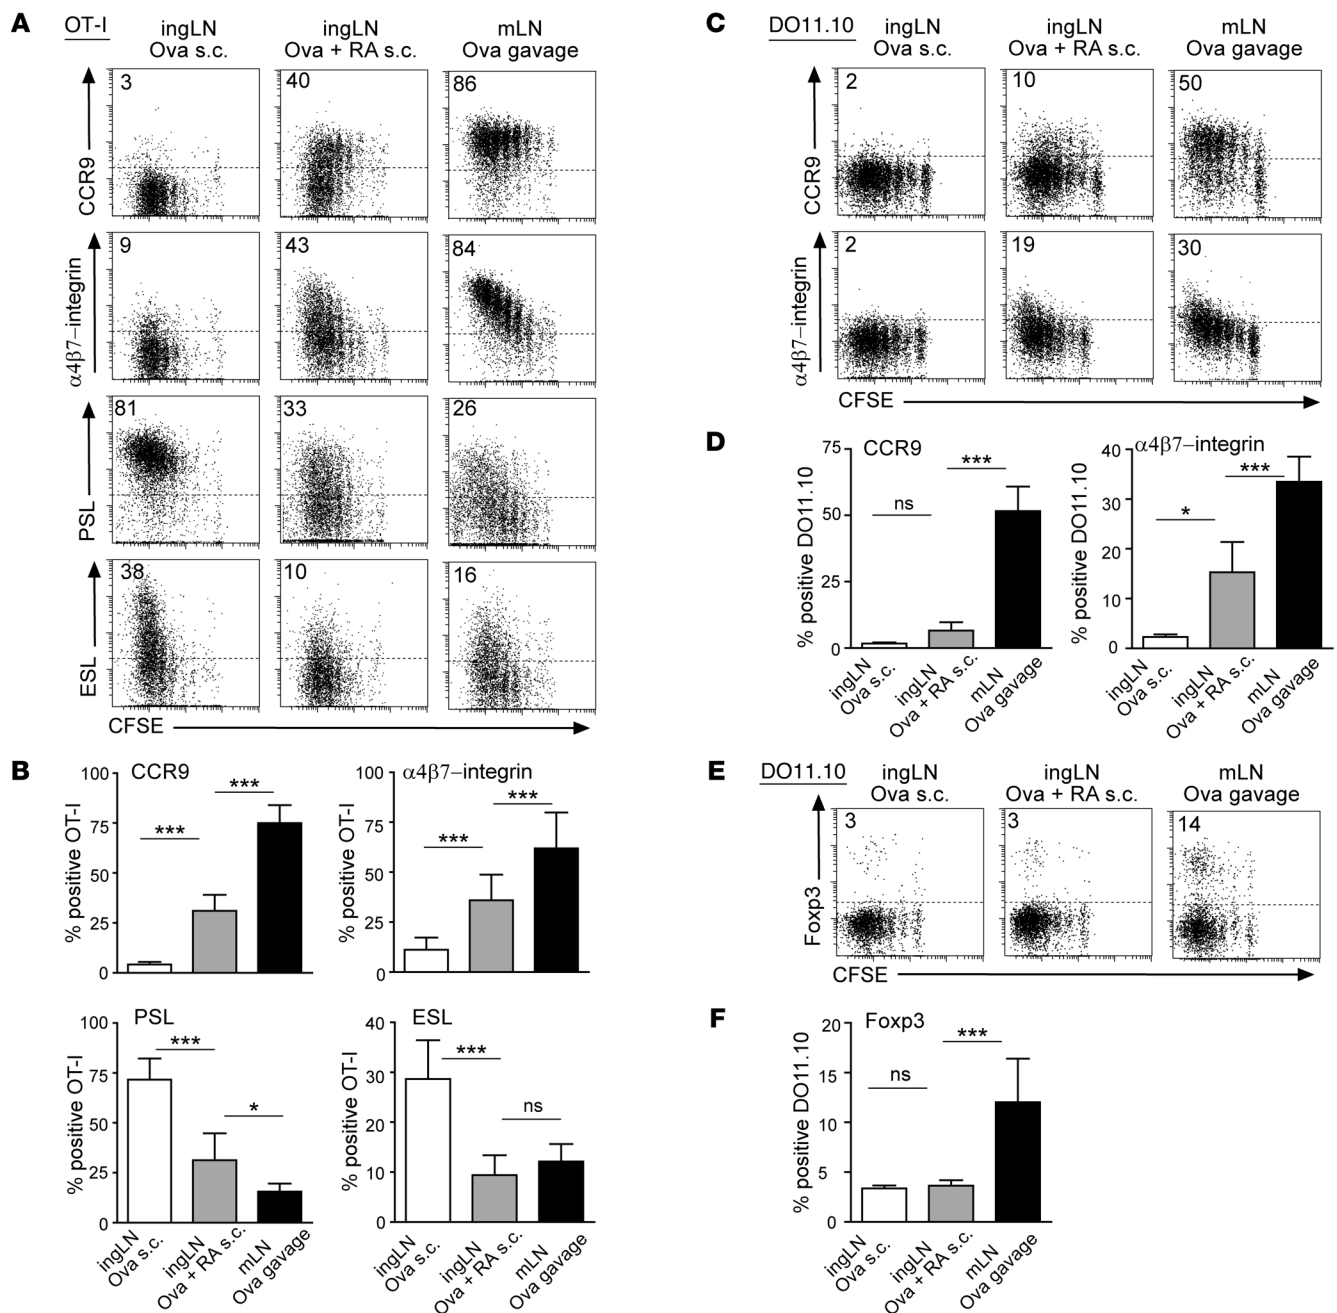 A
OT-I
ingLN
Ova s.c.
ingLN
Ova + RA s.c.
mLN
Ova gavage
CCR9
3
40
86
α4β7–integrin
9
43
84
PSL
81
33
26
ESL
38
10
16
CFSE
B
CCR9
% positive OT-I
100
75
50
25
0
***
***
α4β7–integrin
% positive OT-I
100
75
50
25
0
***
***
PSL
% positive OT-I
100
75
50
25
0
***
*
ingLN
Ova s.c.
ingLN
Ova + RA s.c.
mLN
Ova gavage
ESL
% positive OT-I
40
30
20
10
0
***
ns
ingLN
Ova s.c.
ingLN
Ova + RA s.c.
mLN
Ova gavage
C
DO11.10
ingLN
Ova s.c.
ingLN
Ova + RA s.c.
mLN
Ova gavage
CCR9
2
10
50
α4β7–integrin
2
19
30
CFSE
D
CCR9
% positive DO11.10
75
50
25
0
ns
***
ingLN
Ova s.c.
ingLN
Ova + RA s.c.
mLN
Ova gavage
α4β7–integrin
% positive DO11.10
40
30
20
10
0
*
***
ingLN
Ova s.c.
ingLN
Ova + RA s.c.
mLN
Ova gavage
E
DO11.10
ingLN
Ova s.c.
ingLN
Ova + RA s.c.
mLN
Ova gavage
Foxp3
3
3
14
CFSE
F
Foxp3
% positive DO11.10
20
15
10
5
0
ns
***
ingLN
Ova s.c.
ingLN
Ova + RA s.c.
mLN
Ova gavage